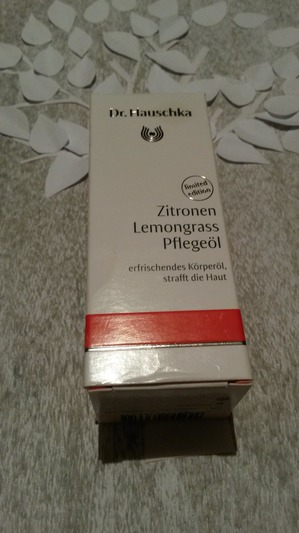 Dr. Hauschka
limited
edition
Zitronen
Lemongrass
Pflegeöl
erfrischendes Körperöl,
strafft die Haut